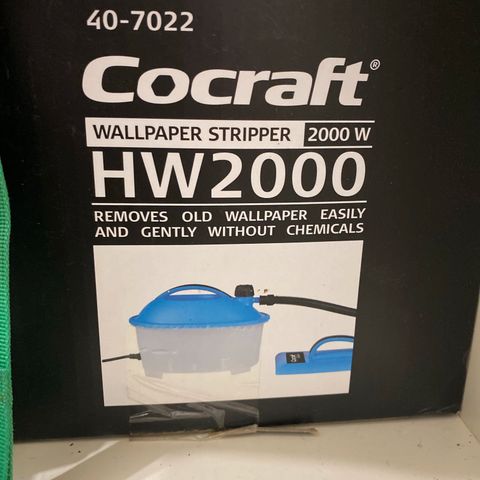 40-7022
Cocraft®
WALLPAPER STRIPPER 2000 W
HW2000
REMOVES OLD WALLPAPER EASILY
AND GENTLY WITHOUT CHEMICALS